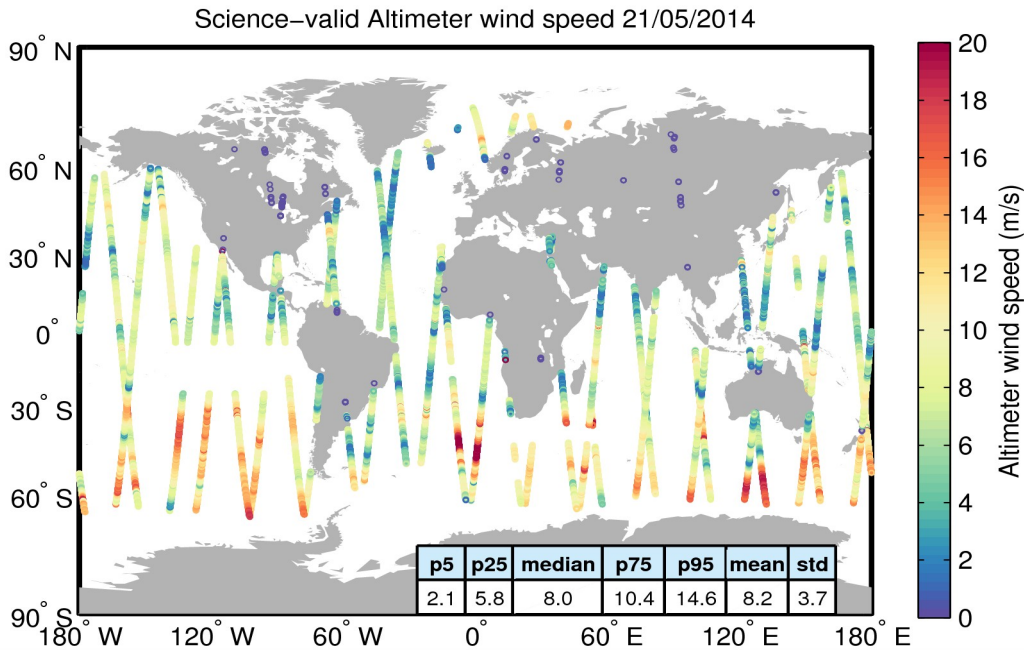 Science-valid Altimeter wind speed 21/05/2014
90° N
60° N
30° N
0°
30° S
60° S
90° S
180° W
120° W
60° W
0°
60° E
120° E
180° E
p5 p25 median p75 p95 mean std
2.1 5.8 8.0 10.4 14.6 8.2 3.7
20
18
16
14
12
10
8
6
4
2
0
Altimeter wind speed (m/s)